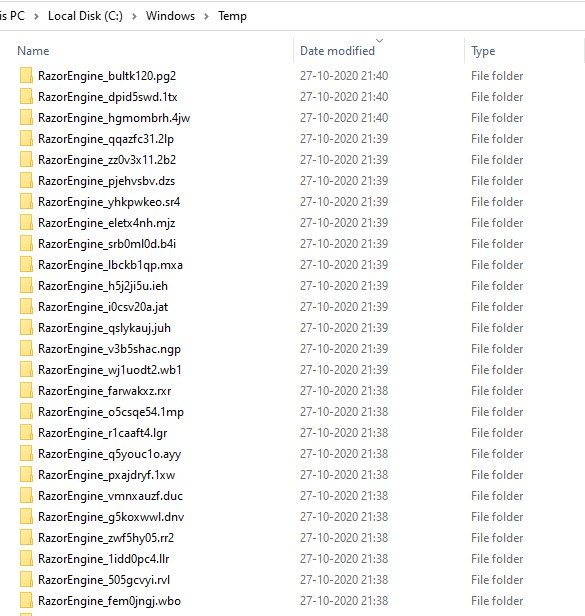 is PC > Local Disk (C:) > Windows > Temp
Name Date modified Type
RazorEngine_bultk120.pg2 27-10-2020 21:40 File folder
RazorEngine_dpid5swd.1tx 27-10-2020 21:40 File folder
RazorEngine_hgmombrh.4jw 27-10-2020 21:40 File folder
RazorEngine_qqazfc31.2lp 27-10-2020 21:39 File folder
RazorEngine_zz0v3x11.2b2 27-10-2020 21:39 File folder
RazorEngine_pjehvsbv.dzs 27-10-2020 21:39 File folder
RazorEngine_yhkpwkeo.sr4 27-10-2020 21:39 File folder
RazorEngine_eletx4nh.mjz 27-10-2020 21:39 File folder
RazorEngine_srb0ml0d.b4i 27-10-2020 21:39 File folder
RazorEngine_lbckb1qp.mxa 27-10-2020 21:39 File folder
RazorEngine_h5j2ji5u.ieh 27-10-2020 21:39 File folder
RazorEngine_i0csv20a.jat 27-10-2020 21:39 File folder
RazorEngine_qslykauj.juh 27-10-2020 21:39 File folder
RazorEngine_v3b5shac.ngp 27-10-2020 21:39 File folder
RazorEngine_wj1uodt2.wb1 27-10-2020 21:39 File folder
RazorEngine_farwakxz.rxr 27-10-2020 21:38 File folder
RazorEngine_o5csqe54.1mp 27-10-2020 21:38 File folder
RazorEngine_r1caaft4.lgr 27-10-2020 21:38 File folder
RazorEngine_q5youc1o.ayy 27-10-2020 21:38 File folder
RazorEngine_pxajdryf.1xw 27-10-2020 21:38 File folder
RazorEngine_vmnxauzf.duc 27-10-2020 21:38 File folder
RazorEngine_g5koxwwl.dnv 27-10-2020 21:38 File folder
RazorEngine_zwf5hy05.rr2 27-10-2020 21:38 File folder
RazorEngine_1idd0pc4.llr 27-10-2020 21:38 File folder
RazorEngine_505gcvyi.rvl 27-10-2020 21:38 File folder
RazorEngine_fem0jngj.wbo 27-10-2020 21:38 File folder